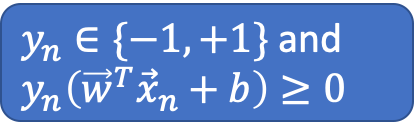 yₙ ∈ {−1, +1} and
yₙ(w⃗ᵀx⃗ₙ + b) ≥ 0